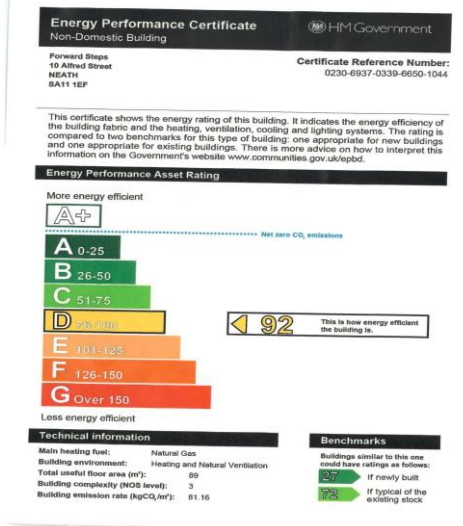 Energy Performance Certificate
Non-Domestic Building
HM Government
Forward Steps
10 Alfred Street
NEATH
SA11 1EF
Certificate Reference Number:
0230-6937-0339-6650-1044
This certificate shows the energy rating of this building. It indicates the energy efficiency of
the building fabric and the heating, ventilation, cooling and lighting systems. The rating is
compared to two benchmarks for this type of building: one appropriate for new buildings
and one appropriate for existing buildings. There is more advice on how to interpret this
information on the Government's website www.communities.gov.uk/epbd.
Energy Performance Asset Rating
More energy efficient
A+
Net zero CO₂ emissions
A 0-25
B 26-50
C 51-75
D 76-100
92
This is how energy efficient
the building is.
E 101-125
F 126-150
G Over 150
Less energy efficient
Technical information
Main heating fuel: Natural Gas
Building environment: Heating and Natural Ventilation
Total useful floor area (m²): 89
Building complexity (NOS level): 3
Building emission rate (kgCO₂/m²): 81.16
Benchmarks
Buildings similar to this one
could have ratings as follows:
27 If newly built
72 If typical of the
existing stock